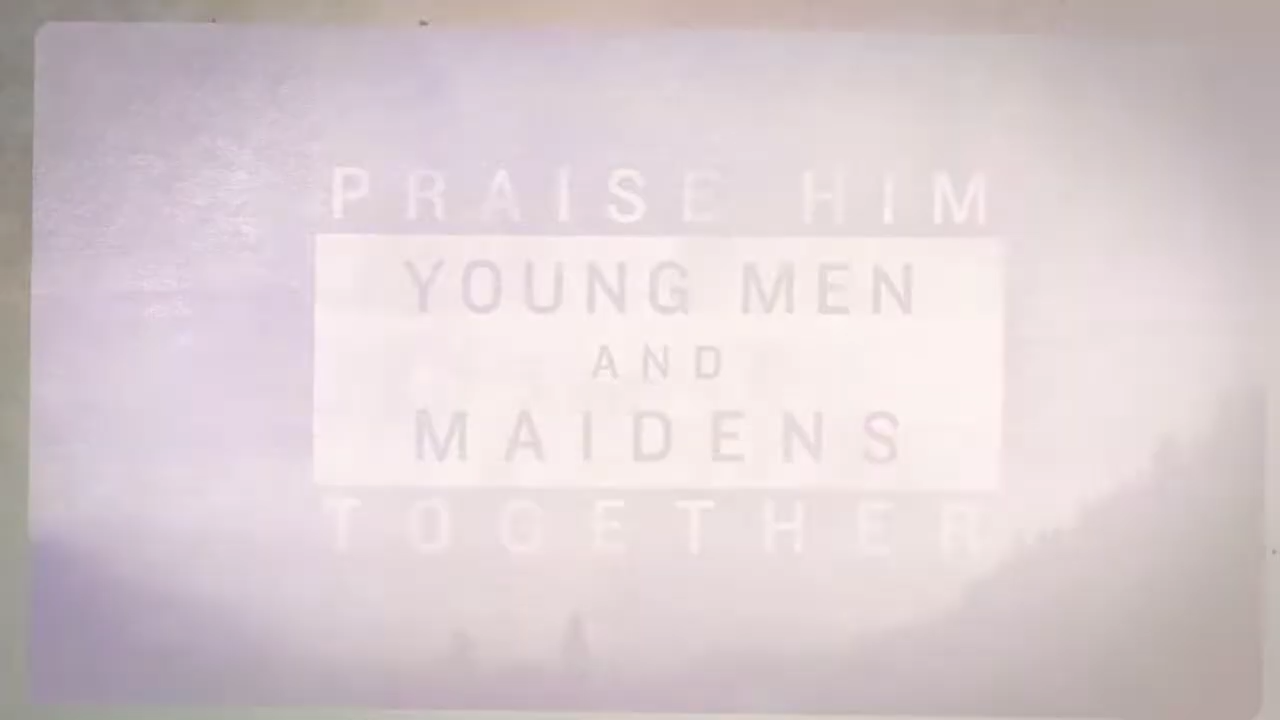 PRAISE HIM
YOUNG MEN
AND
MAIDENS
TOGETHER